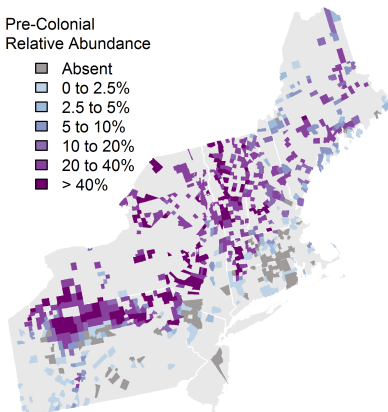 Pre-Colonial
Relative Abundance
Absent
0 to 2.5%
2.5 to 5%
5 to 10%
10 to 20%
20 to 40%
> 40%